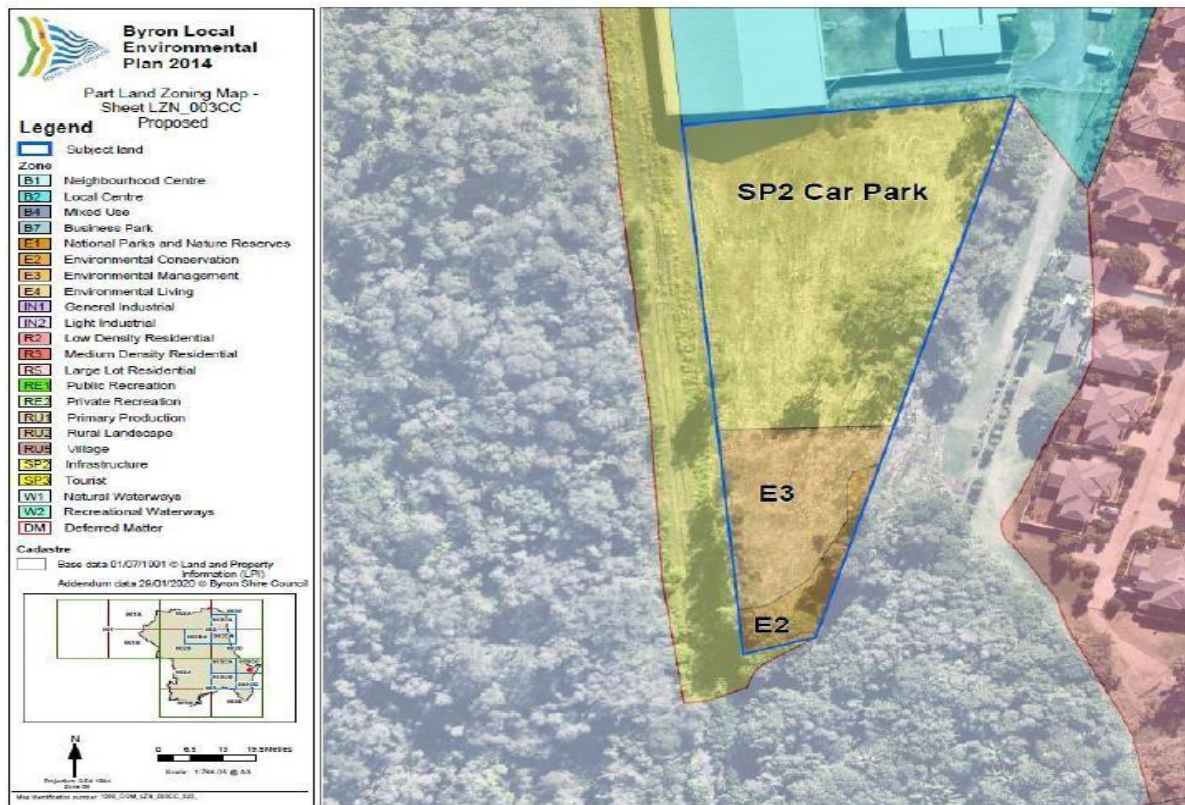 Byron Local
Environmental
Plan 2014
Byron Shire Council
Part Land Zoning Map -
Sheet LZN_003CC
Proposed
Legend
Subject land
Zone
B1 Neighbourhood Centre
B2 Local Centre
B4 Mixed Use
B7 Business Park
E1 National Parks and Nature Reserves
E2 Environmental Conservation
E3 Environmental Management
E4 Environmental Living
IN1 General Industrial
IN2 Light Industrial
R2 Low Density Residential
R3 Medium Density Residential
R5 Large Lot Residential
RE1 Public Recreation
RE2 Private Recreation
RU1 Primary Production
RU2 Rural Landscape
RU5 Village
SP2 Infrastructure
SP3 Tourist
W1 Natural Waterways
W2 Recreational Waterways
DM Deferred Matter
Cadastre
Base data 01/07/1991 © Land and Property
Information (LPI)
Addendum data 29/01/2020 © Byron Shire Council
N
Metres
SP2 Car Park
E3
E2